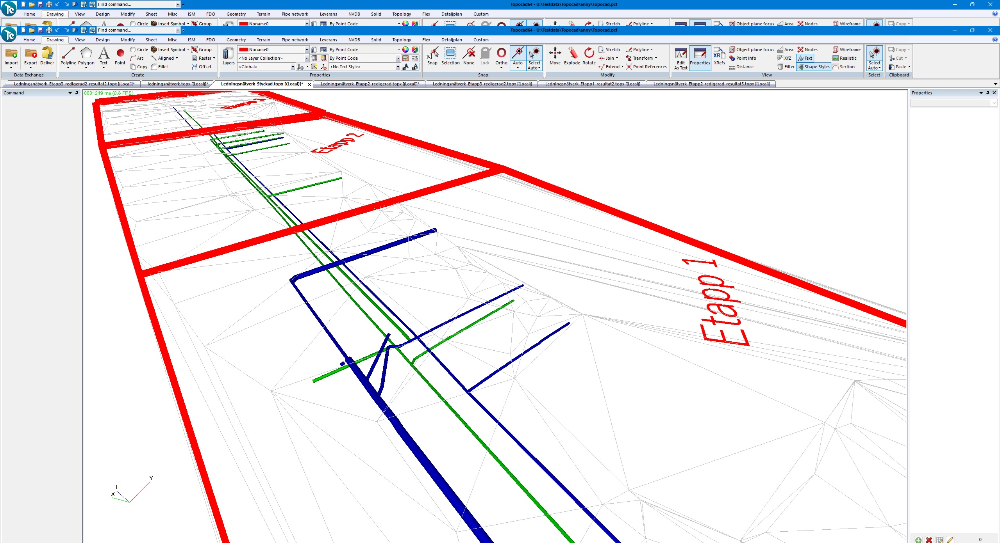 Find command...
Topocad64 - U:\Testdata\Topocad\anny\Topocad.pcf
Home Drawing View Design Modify Sheet Misc ISM FDO Geometry Terrain Pipe network Leverans NVDB Solid Topology Flex Detaljplan Custom
Circle Insert Symbol Group Noname0 By Point Code Stretch Polyline Object plane focus Area Nodes Wireframe Copy
Find command...
Topocad64 - U:\Testdata\Topocad\anny\Topocad.pcf
Home Drawing View Design Modify Sheet Misc ISM FDO Geometry Terrain Pipe network Leverans NVDB Solid Topology Flex Detaljplan Custom
Circle Insert Symbol Group Noname0 By Point Code Stretch Polyline Object plane focus Area Nodes Wireframe Copy
Arc Aligned Raster <No Layer Collection> By Point Code Join Transform Point Info XYZ Text Realistic Cut
Import Export Deliver Polyline Polygon Text Point Layers Snap Selection None Lock Ortho Auto Select Auto Move Explode Rotate Edit As Text Properties XRefs Select Auto
Copy Fillet Offset <Global> <No Text Style> Extend Point References Distance Filter Shape Styles Section Paste
Data Exchange Create Properties Snap Modify View Select Clipboard
Ledningsnätverk_Etapp3_redigerad2_resultat2.topx [(Local)]* ledningsnätverk.topx [(Local)]* Ledningsnätverk_Styckad.topx [(Local)]* Ledningsnätverk_Etapp2_redigerad.topx [(Local)]* Ledningsnätverk_Etapp3_redigerad2.topx [(Local)] Ledningsnätverk_Etapp1_resultat2.topx [(Local)] Ledningsnätverk_Etapp2_redigerad_resultat5.topx [(Local)]
Command
0001219 ms (0.8 FPS)
Properties
Etapp 2
Etapp 1
Y
H
X
0